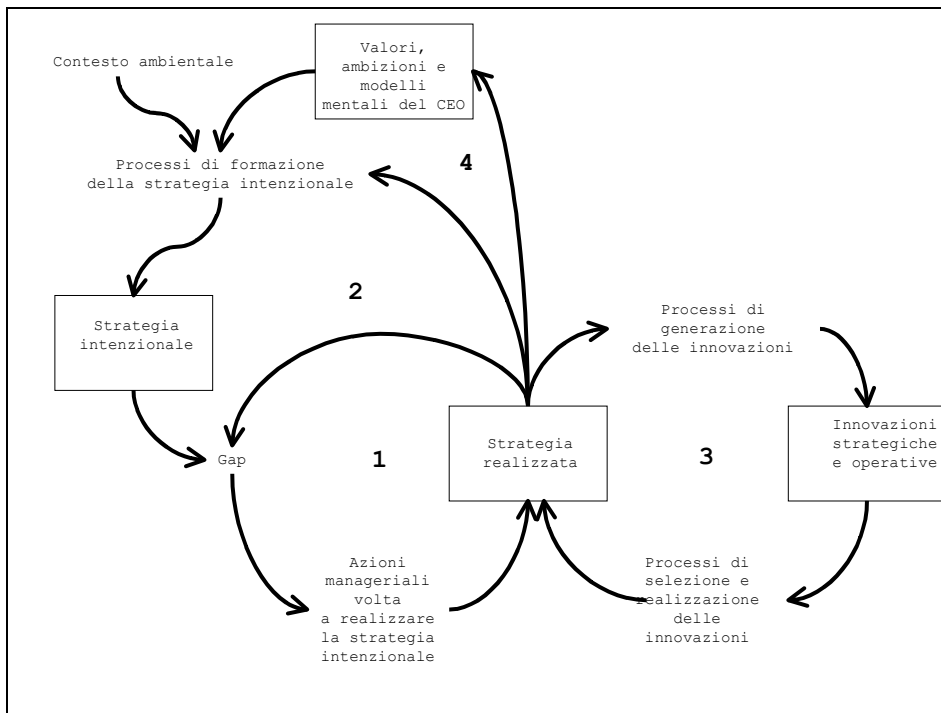 Contesto ambientale
Valori,
ambizioni e
modelli
mentali del CEO
4
Processi di formazione
della strategia intenzionale
2
Strategia
intenzionale
Processi di
generazione
delle innovazioni
Gap
1
Strategia
realizzata
3
Innovazioni
strategiche
e operative
Azioni
manageriali
volta
a realizzare
la strategia
intenzionale
Processi di
selezione e
realizzazione
delle
innovazioni